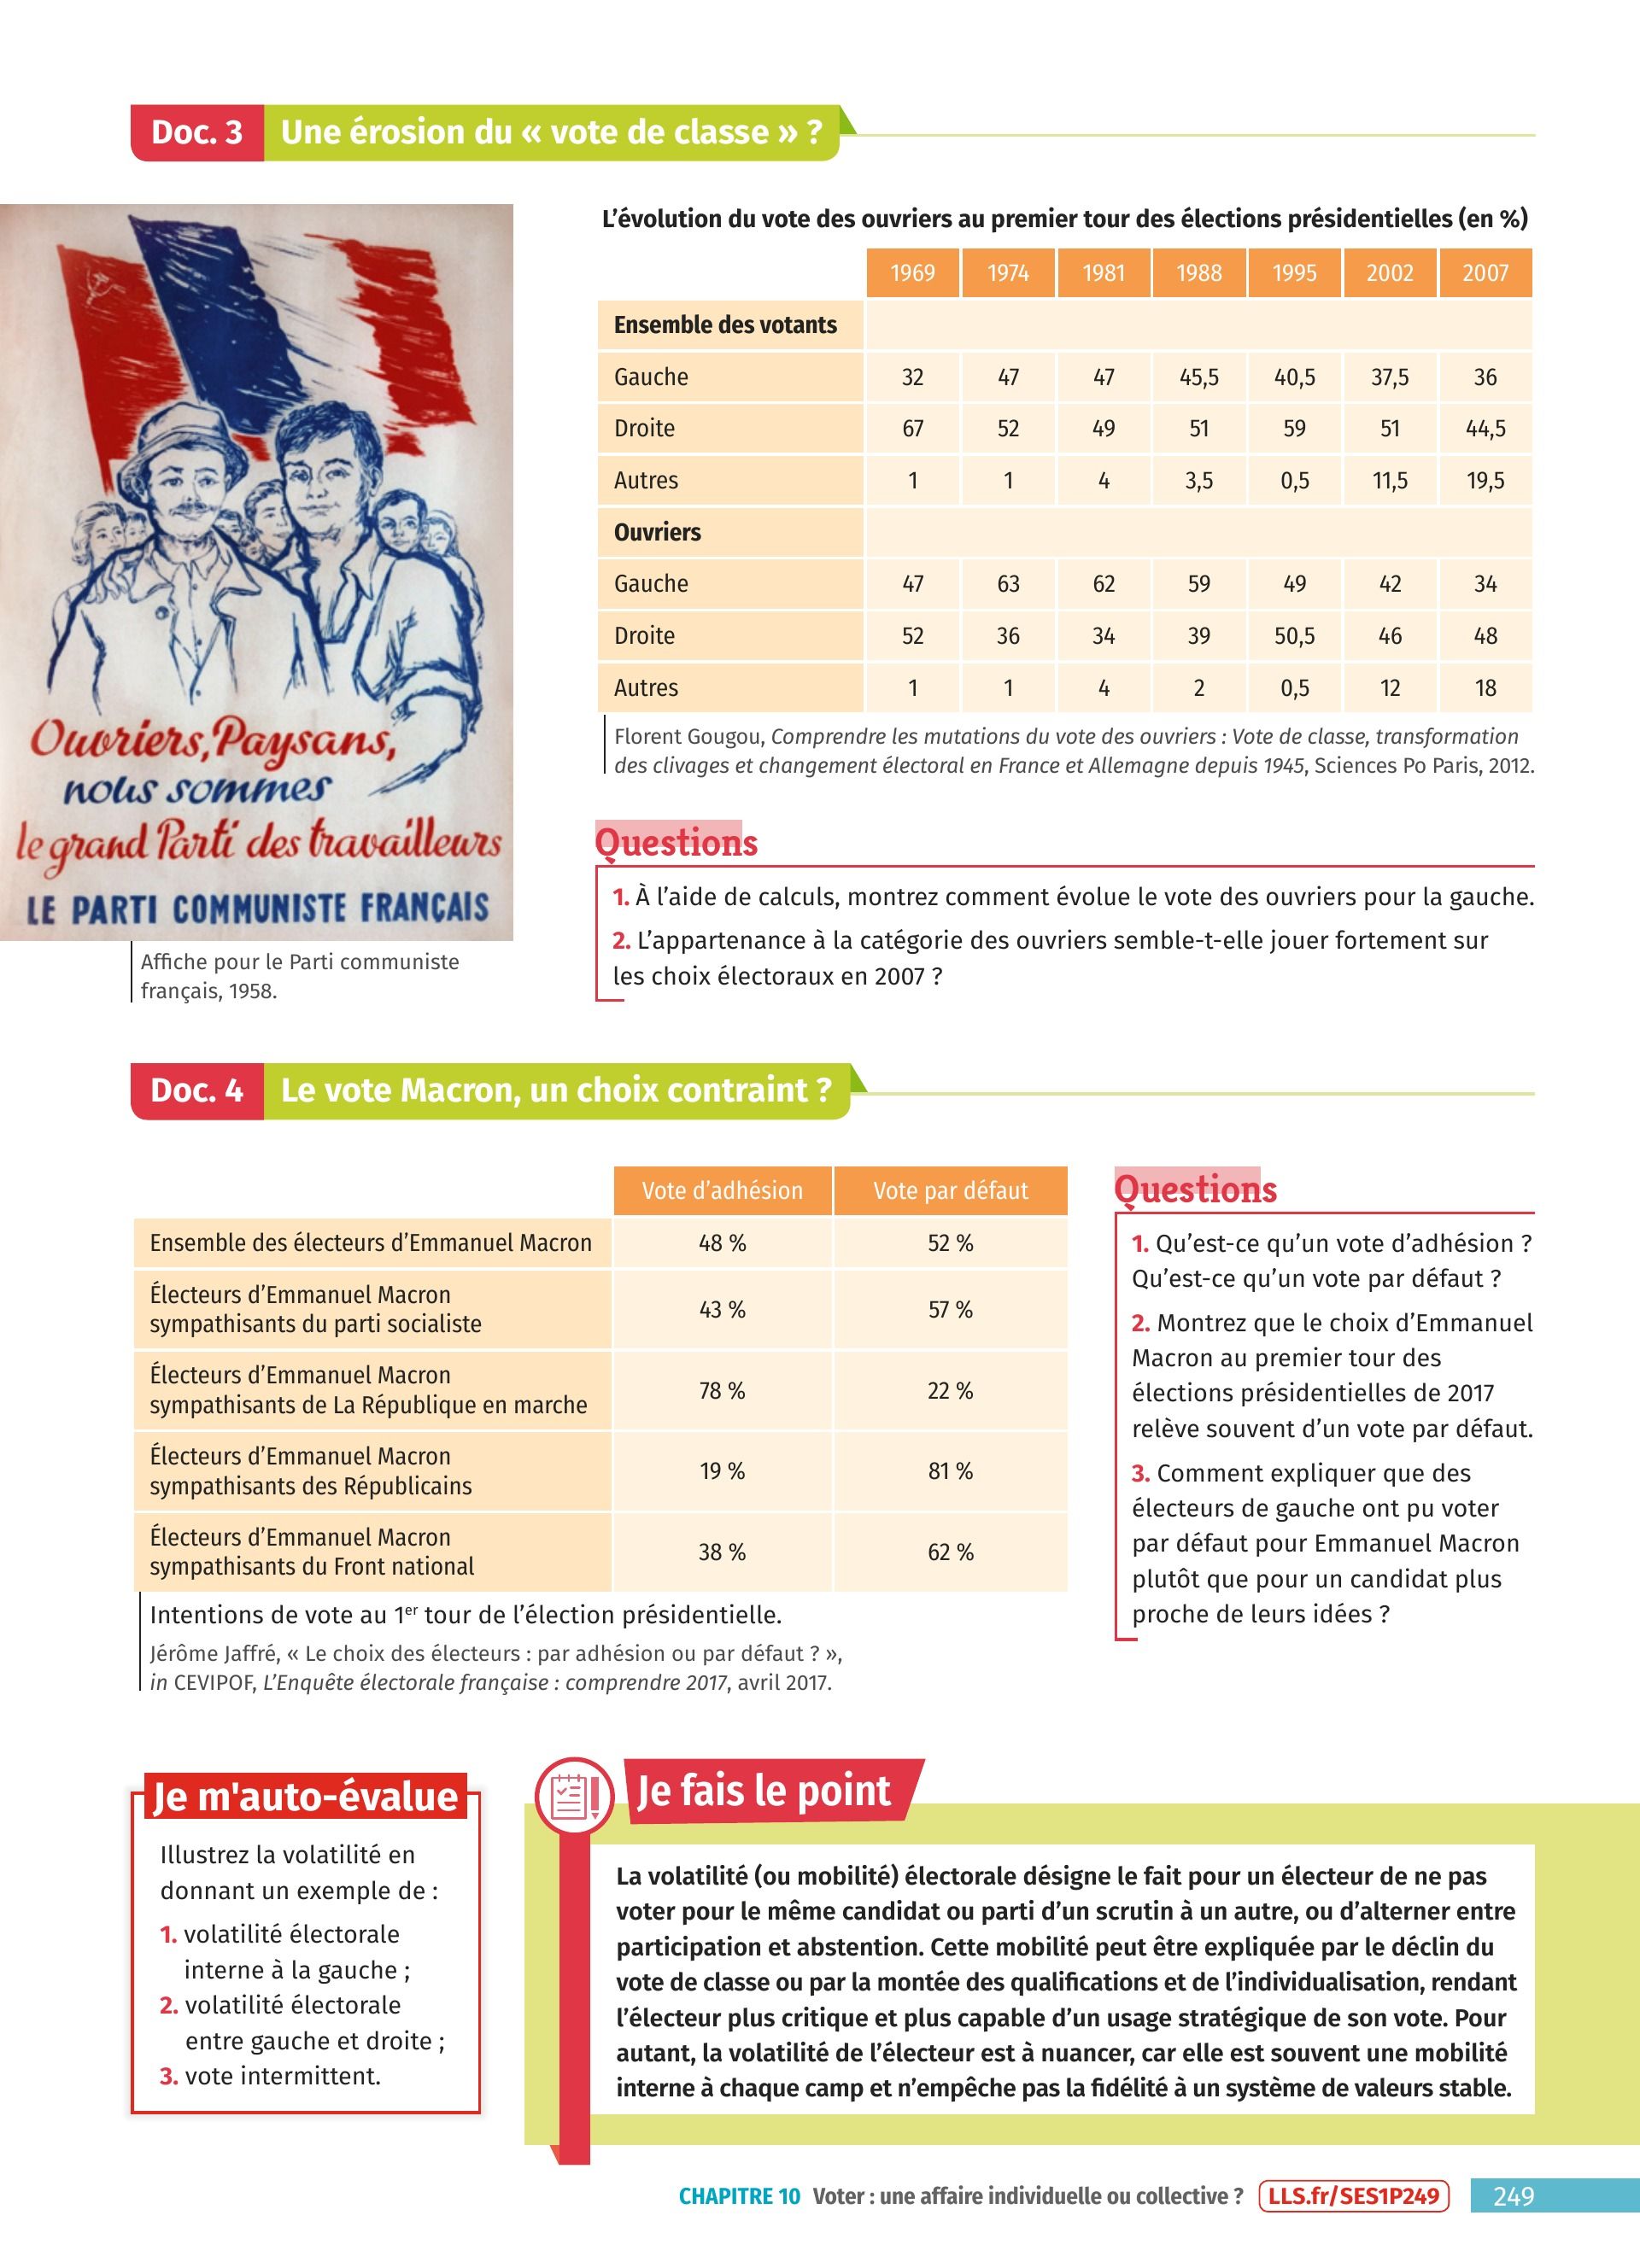 Doc. 3 Une érosion du « vote de classe » ?
Ouvriers, Paysans,
nous sommes
le grand Parti des travailleurs
LE PARTI COMMUNISTE FRANÇAIS
Affiche pour le Parti communiste
français, 1958.
L’évolution du vote des ouvriers au premier tour des élections présidentielles (en %)
1969 1974 1981 1988 1995 2002 2007
Ensemble des votants
Gauche 32 47 47 45,5 40,5 37,5 36
Droite 67 52 49 51 59 51 44,5
Autres 1 1 4 3,5 0,5 11,5 19,5
Ouvriers
Gauche 47 63 62 59 49 42 34
Droite 52 36 34 39 50,5 46 48
Autres 1 1 4 2 0,5 12 18
Florent Gougou, Comprendre les mutations du vote des ouvriers : Vote de classe, transformation
des clivages et changement électoral en France et Allemagne depuis 1945, Sciences Po Paris, 2012.
Questions
1. À l’aide de calculs, montrez comment évolue le vote des ouvriers pour la gauche.
2. L’appartenance à la catégorie des ouvriers semble-t-elle jouer fortement sur
les choix électoraux en 2007 ?
Doc. 4 Le vote Macron, un choix contraint ?
Vote d’adhésion Vote par défaut
Ensemble des électeurs d’Emmanuel Macron 48 % 52 %
Électeurs d’Emmanuel Macron
sympathisants du parti socialiste 43 % 57 %
Électeurs d’Emmanuel Macron
sympathisants de La République en marche 78 % 22 %
Électeurs d’Emmanuel Macron
sympathisants des Républicains 19 % 81 %
Électeurs d’Emmanuel Macron
sympathisants du Front national 38 % 62 %
Intentions de vote au 1er tour de l’élection présidentielle.
Jérôme Jaffré, « Le choix des électeurs : par adhésion ou par défaut ? »,
in CEVIPOF, L’Enquête électorale française : comprendre 2017, avril 2017.
Questions
1. Qu’est-ce qu’un vote d’adhésion ?
Qu’est-ce qu’un vote par défaut ?
2. Montrez que le choix d’Emmanuel
Macron au premier tour des
élections présidentielles de 2017
relève souvent d’un vote par défaut.
3. Comment expliquer que des
électeurs de gauche ont pu voter
par défaut pour Emmanuel Macron
plutôt que pour un candidat plus
proche de leurs idées ?
Je m'auto-évalue
Illustrez la volatilité en
donnant un exemple de :
1. volatilité électorale
interne à la gauche ;
2. volatilité électorale
entre gauche et droite ;
3. vote intermittent.
Je fais le point
La volatilité (ou mobilité) électorale désigne le fait pour un électeur de ne pas
voter pour le même candidat ou parti d’un scrutin à un autre, ou d’alterner entre
participation et abstention. Cette mobilité peut être expliquée par le déclin du
vote de classe ou par la montée des qualifications et de l’individualisation, rendant
l’électeur plus critique et plus capable d’un usage stratégique de son vote. Pour
autant, la volatilité de l’électeur est à nuancer, car elle est souvent une mobilité
interne à chaque camp et n’empêche pas la fidélité à un système de valeurs stable.
CHAPITRE 10 Voter : une affaire individuelle ou collective ? LLS.fr/SES1P249 249